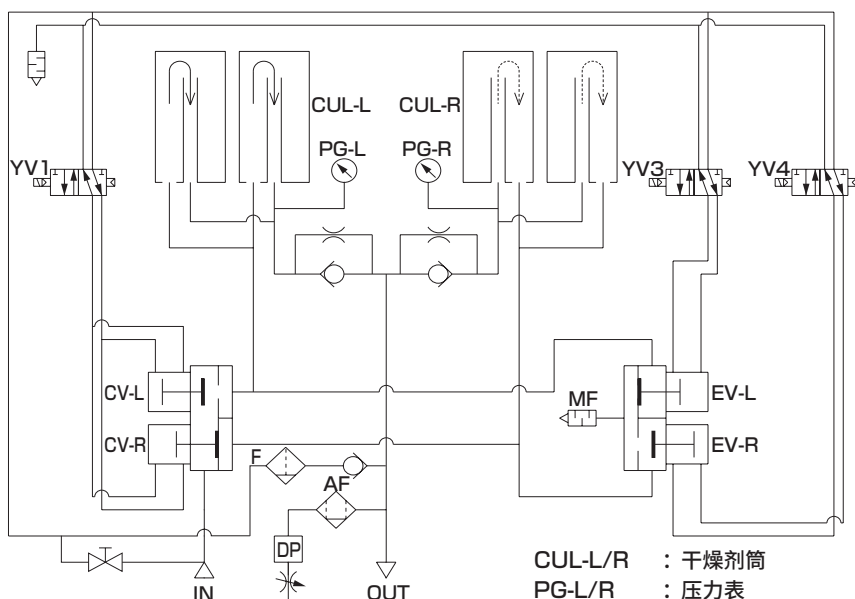 CUL-L
CUL-R
PG-L
PG-R
YV1
YV3
YV4
CV-L
MF
EV-L
CV-R
F
EV-R
AF
DP
IN
OUT
CUL-L/R : 干燥剂筒
PG-L/R : 压力表